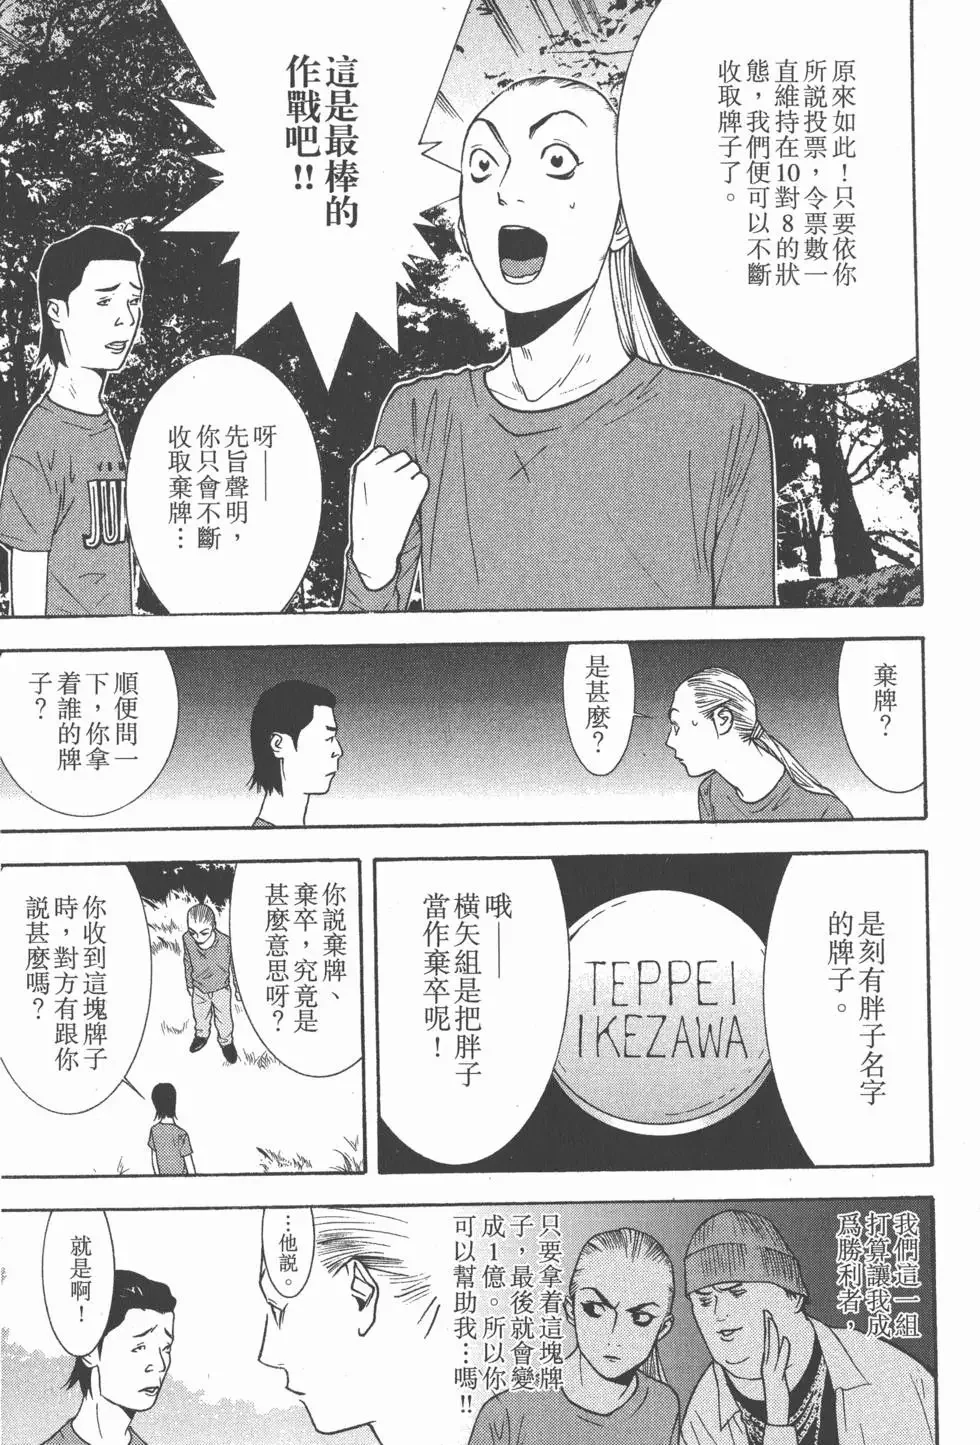 原來如此！只要依你
所説投票，令票數一
直維持在10對8的狀
態，我們便可以不斷
收取牌子了。
這是最棒的
作戰吧!!
呀——
先旨聲明，
你只會不斷
收取棄牌…
JU
棄牌？
是甚麼？
順便問一
下，你拿
着誰的牌
子？
是刻有胖子名字
的牌子。
TEPPEI
IKEZAWA
哦——
橫矢組是把胖子
當作棄卒呢！
你説棄牌、
棄卒，究竟是
甚麼意思呀？
你收到這塊牌子
時，對方有跟你
説甚麼嗎？
我們這一組
打算讓我成
爲勝利者，
只要拿着這塊牌
子，最後就會變
成1億。所以你
可以幫助我…嗎!!
…他説。
就是啊！